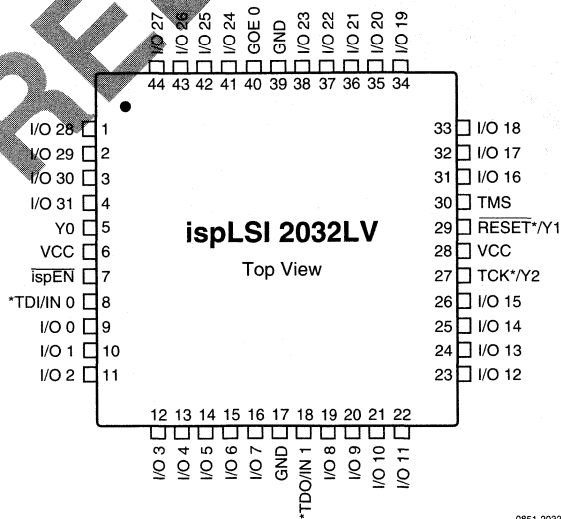 I/O 27
I/O 26
I/O 25
I/O 24
GOE 0
GND
I/O 23
I/O 22
I/O 21
I/O 20
I/O 19
44 43 42 41 40 39 38 37 36 35 34
I/O 28 1
I/O 29 2
I/O 30 3
I/O 31 4
Y0 5
VCC 6
ispEN 7
*TDI/IN 0 8
I/O 0 9
I/O 1 10
I/O 2 11
ispLSI 2032LV
Top View
33 I/O 18
32 I/O 17
31 I/O 16
30 TMS
29 RESET*/Y1
28 VCC
27 TCK*/Y2
26 I/O 15
25 I/O 14
24 I/O 13
23 I/O 12
12 13 14 15 16 17 18 19 20 21 22
I/O 3
I/O 4
I/O 5
I/O 6
I/O 7
GND
*TDO/IN 1
I/O 8
I/O 9
I/O 10
I/O 11